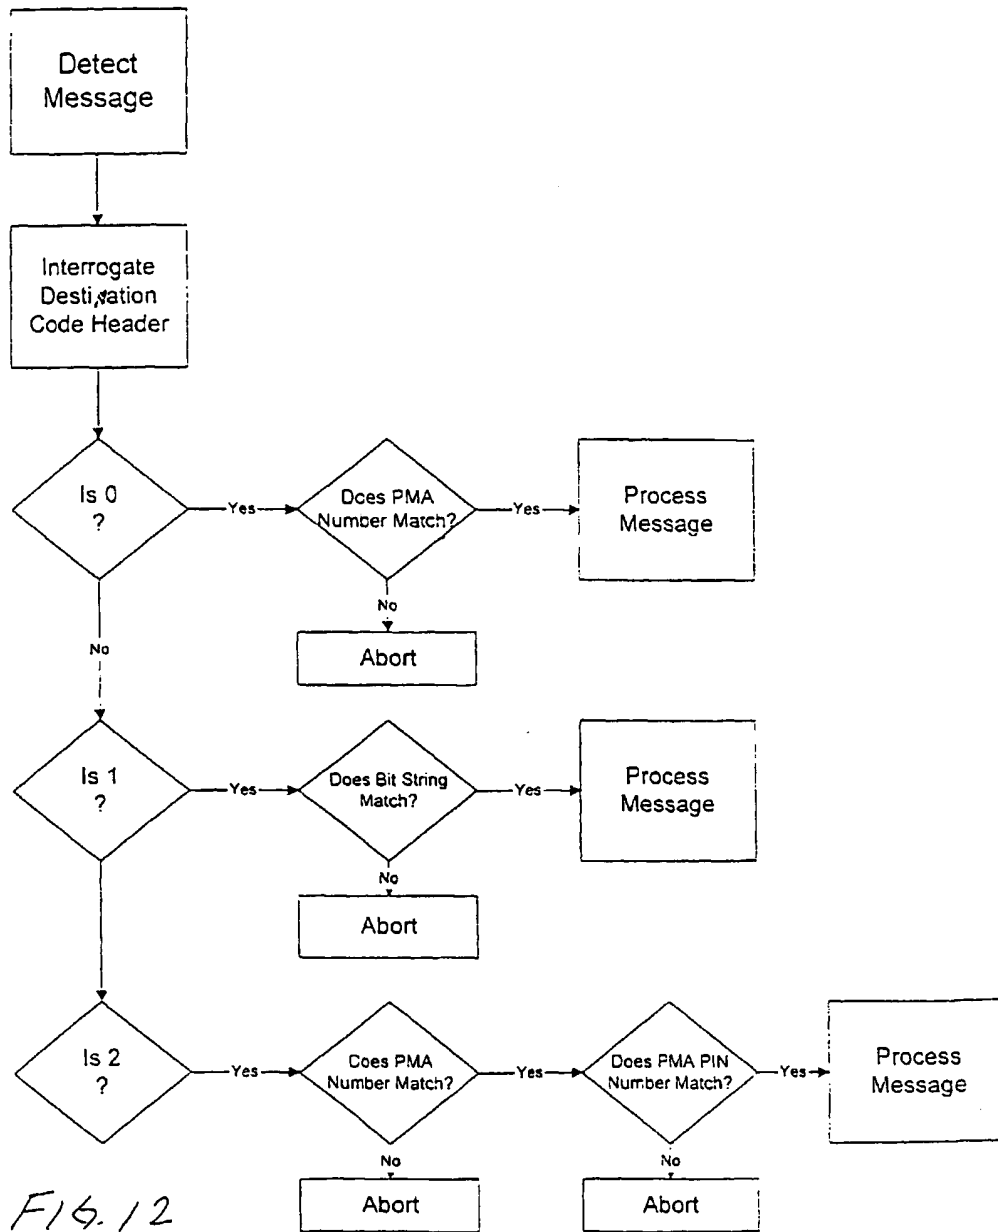 Detect
Message
Interrogate
Destination
Code Header
Is 0
?
Yes
Does PMA
Number Match?
Yes
Process
Message
No
Abort
No
Is 1
?
Yes
Does Bit String
Match?
Yes
Process
Message
No
Abort
Is 2
?
Yes
Does PMA
Number Match?
Yes
Does PMA PIN
Number Match?
Yes
Process
Message
No
Abort
No
Abort
FIG. 12